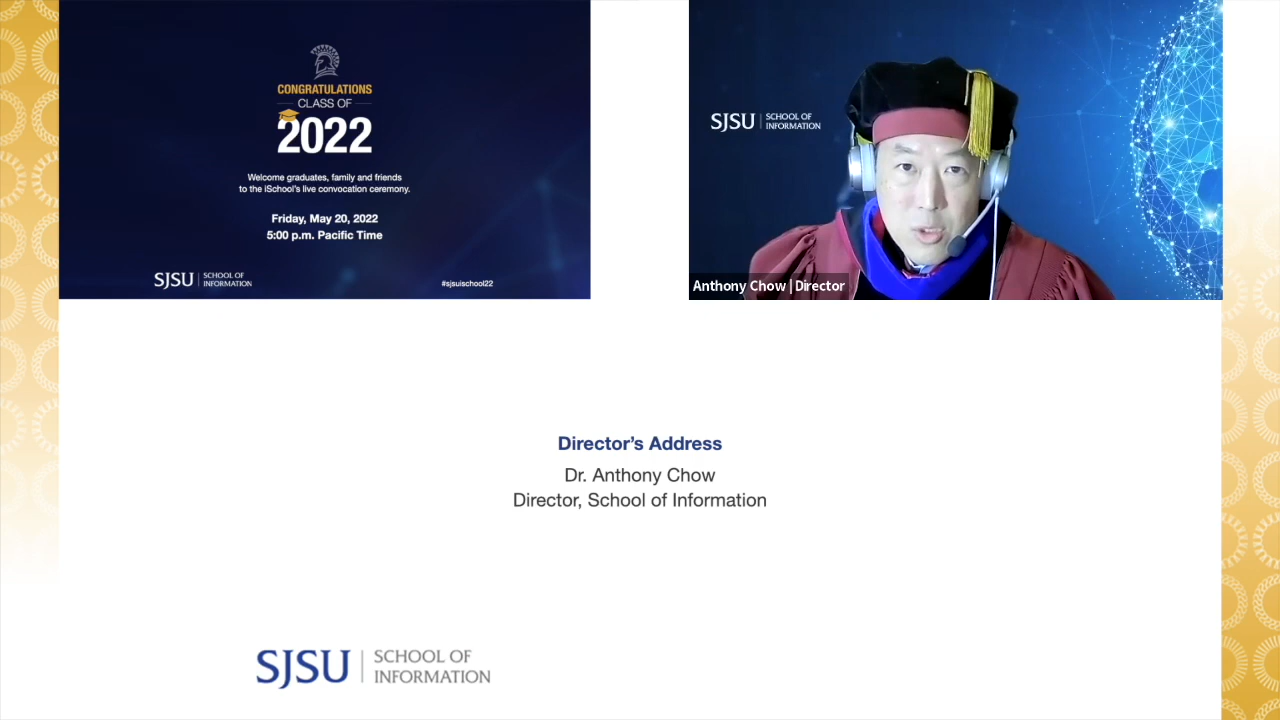 CONGRATULATIONS
CLASS OF
2022
Welcome graduates, family and friends
to the iSchool's live convocation ceremony.
Friday, May 20, 2022
5:00 p.m. Pacific Time
SJSU | SCHOOL OF
INFORMATION
#sjsuischool22
SJSU | SCHOOL OF
INFORMATION
Anthony Chow | Director
Director's Address
Dr. Anthony Chow
Director, School of Information
SJSU | SCHOOL OF
INFORMATION